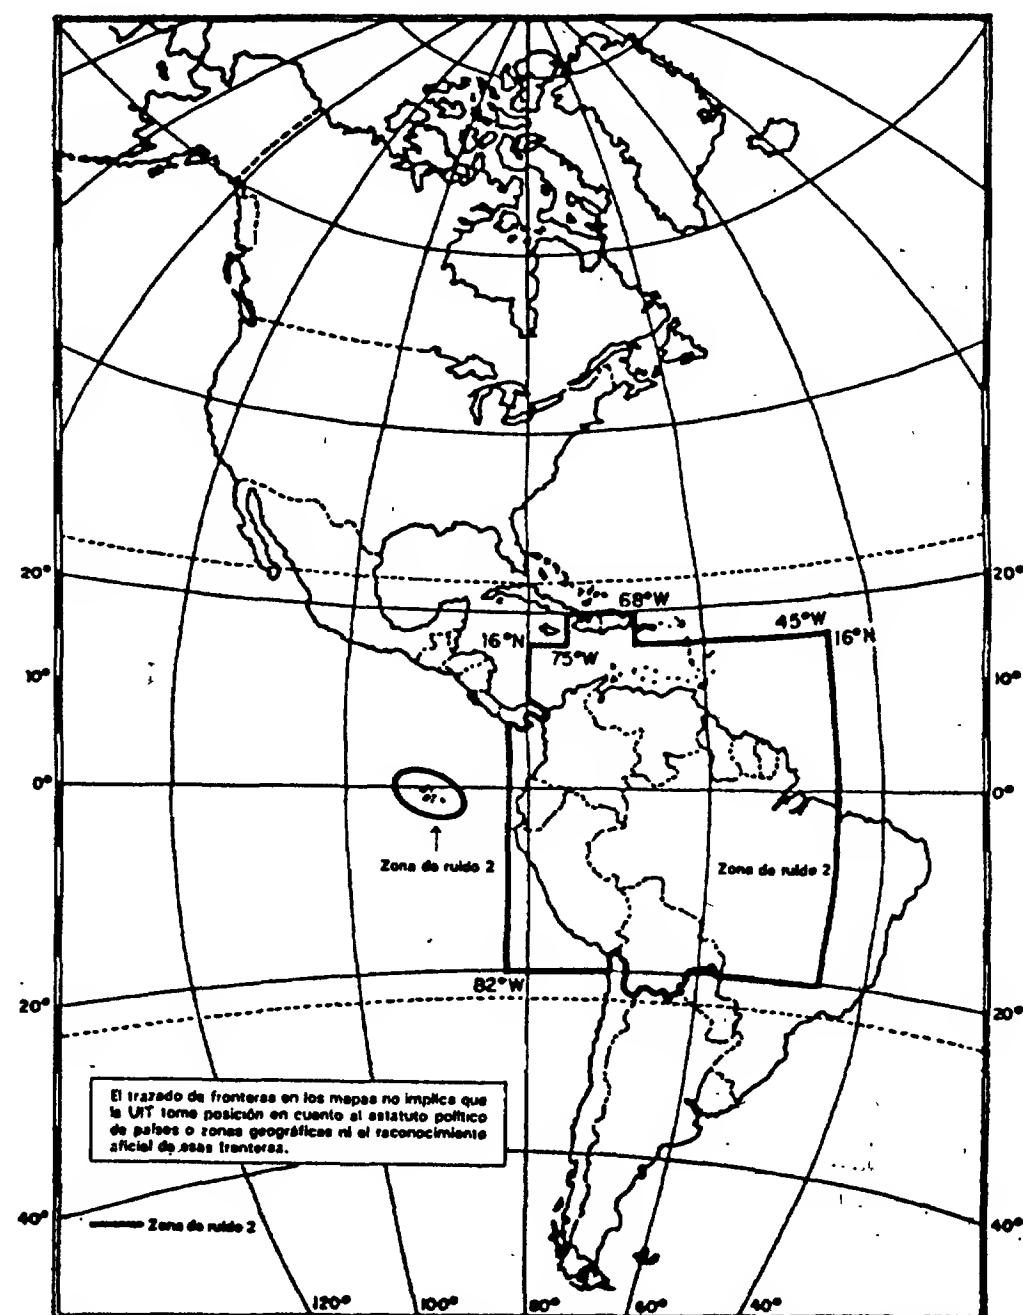 20°
20°
68°W
45°W
16°N
16°N
75°W
10°
10°
0°
0°
Zona de ruido 2
Zona de ruido 2
82°W
20°
20°
El trazado de fronteras en los mapas no implica que
la UIT tome posición en cuanto al estatuto político
de países o zonas geográficas ni el reconocimiento
oficial de esas fronteras.
40°
40°
Zona de ruido 2
120°
100°
80°
60°
40°